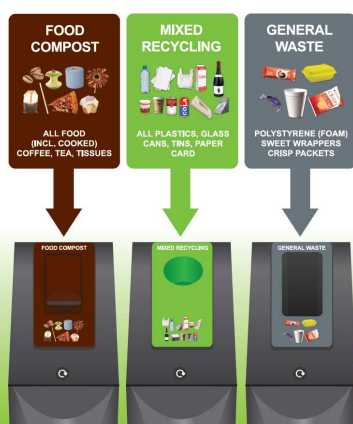 FOOD
COMPOST
ALL FOOD
(INCL. COOKED)
COFFEE, TEA, TISSUES
MIXED
RECYCLING
ALL PLASTICS, GLASS
CANS, TINS, PAPER
CARD
GENERAL
WASTE
POLYSTYRENE (FOAM)
SWEET WRAPPERS
CRISP PACKETS
FOOD COMPOST
MIXED RECYCLING
GENERAL WASTE